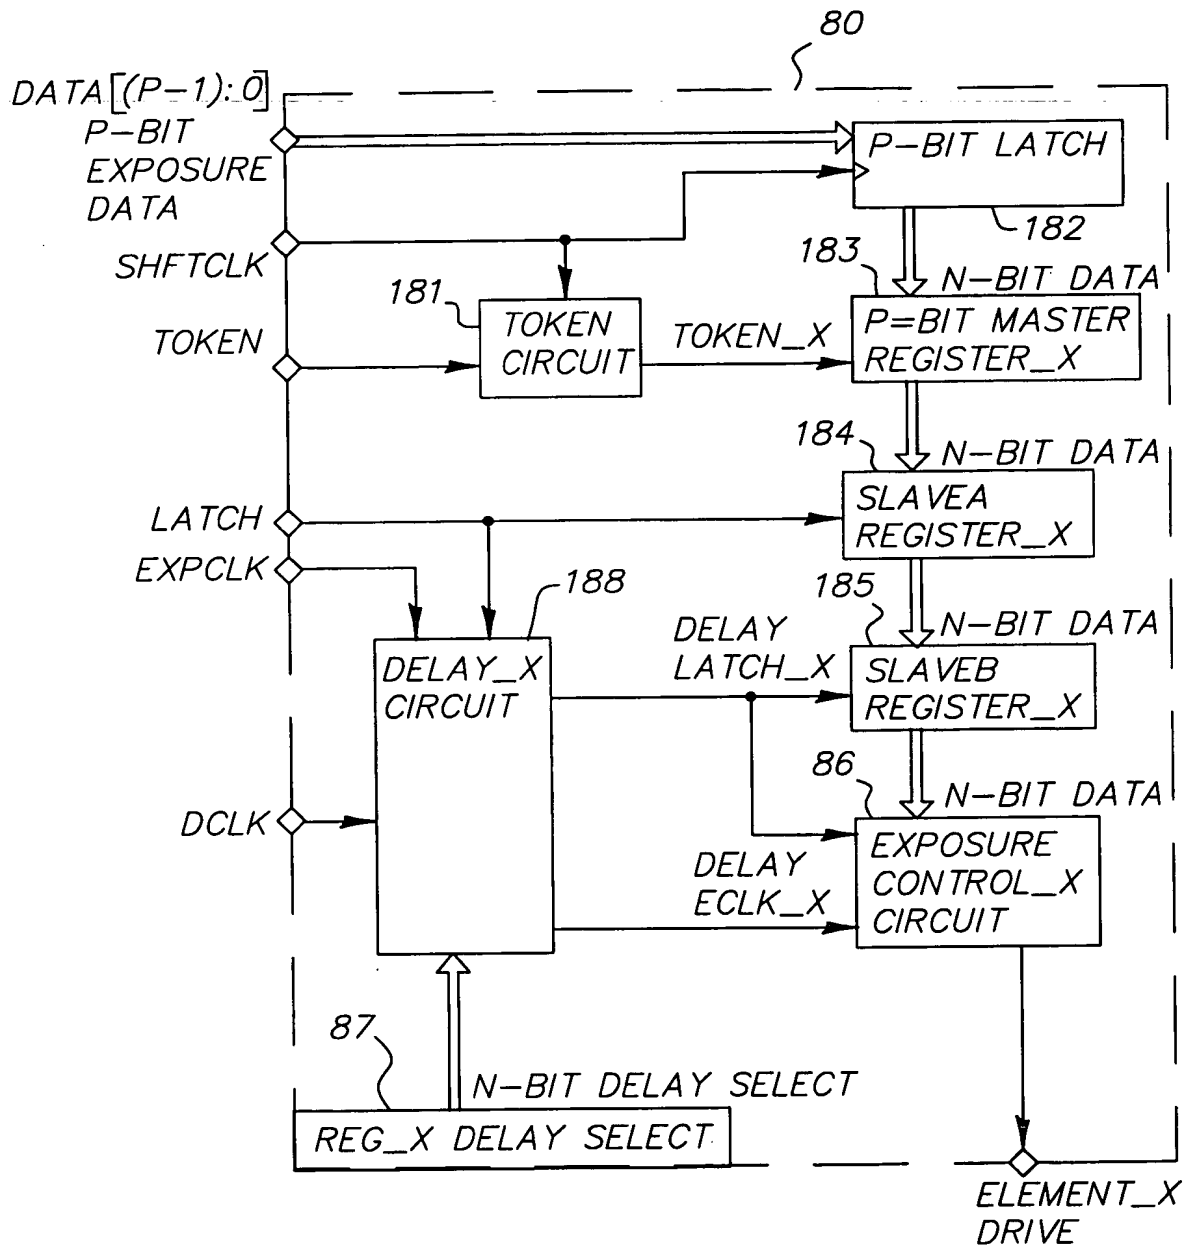 80
DATA[(P-1):0]
P-BIT
EXPOSURE
DATA
P-BIT LATCH
182
SHFTCLK
183
N-BIT DATA
181
TOKEN
TOKEN
CIRCUIT
TOKEN_X
P=BIT MASTER
REGISTER_X
184
N-BIT DATA
LATCH
SLAVEA
REGISTER_X
EXPCLK
188
185
N-BIT DATA
DELAY_X
CIRCUIT
DELAY
LATCH_X
SLAVEB
REGISTER_X
86
N-BIT DATA
DCLK
EXPOSURE
CONTROL_X
CIRCUIT
DELAY
ECLK_X
87
N-BIT DELAY SELECT
REG_X DELAY SELECT
ELEMENT_X
DRIVE